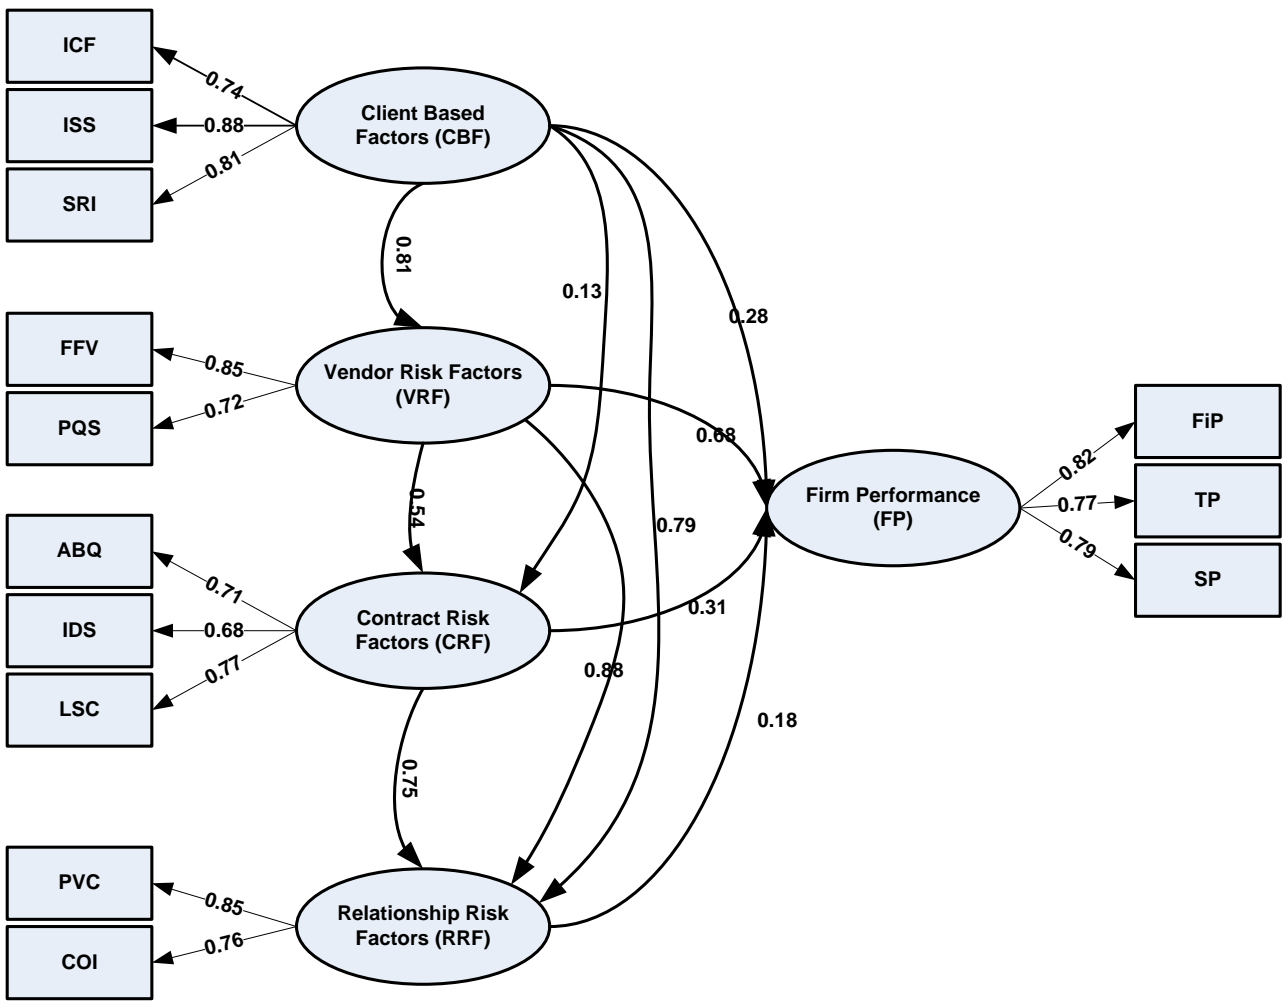 ICF
ISS
SRI
0.74
0.88
0.81
Client Based
Factors (CBF)
0.81
0.13
0.28
FFV
PQS
0.85
0.72
Vendor Risk Factors
(VRF)
0.68
0.54
0.79
Firm Performance
(FP)
0.82
0.77
0.79
FiP
TP
SP
ABQ
IDS
LSC
0.71
0.68
0.77
Contract Risk
Factors (CRF)
0.31
0.88
0.75
0.18
PVC
COI
0.85
0.76
Relationship Risk
Factors (RRF)